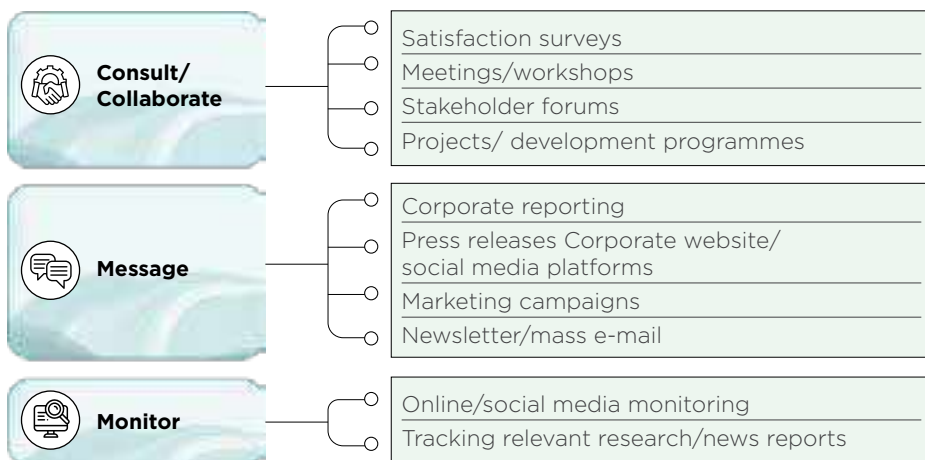 Consult/
Collaborate
Satisfaction surveys
Meetings/workshops
Stakeholder forums
Projects/ development programmes
Message
Corporate reporting
Press releases Corporate website/
social media platforms
Marketing campaigns
Newsletter/mass e-mail
Monitor
Online/social media monitoring
Tracking relevant research/news reports